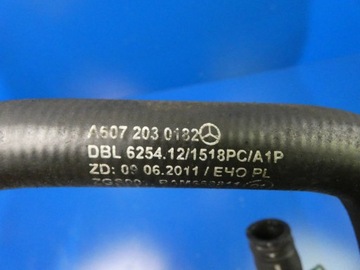 A607 203 0182
DBL 6254.12/1518PC/A1P
ZD: 09 06.2011 / E4O PL